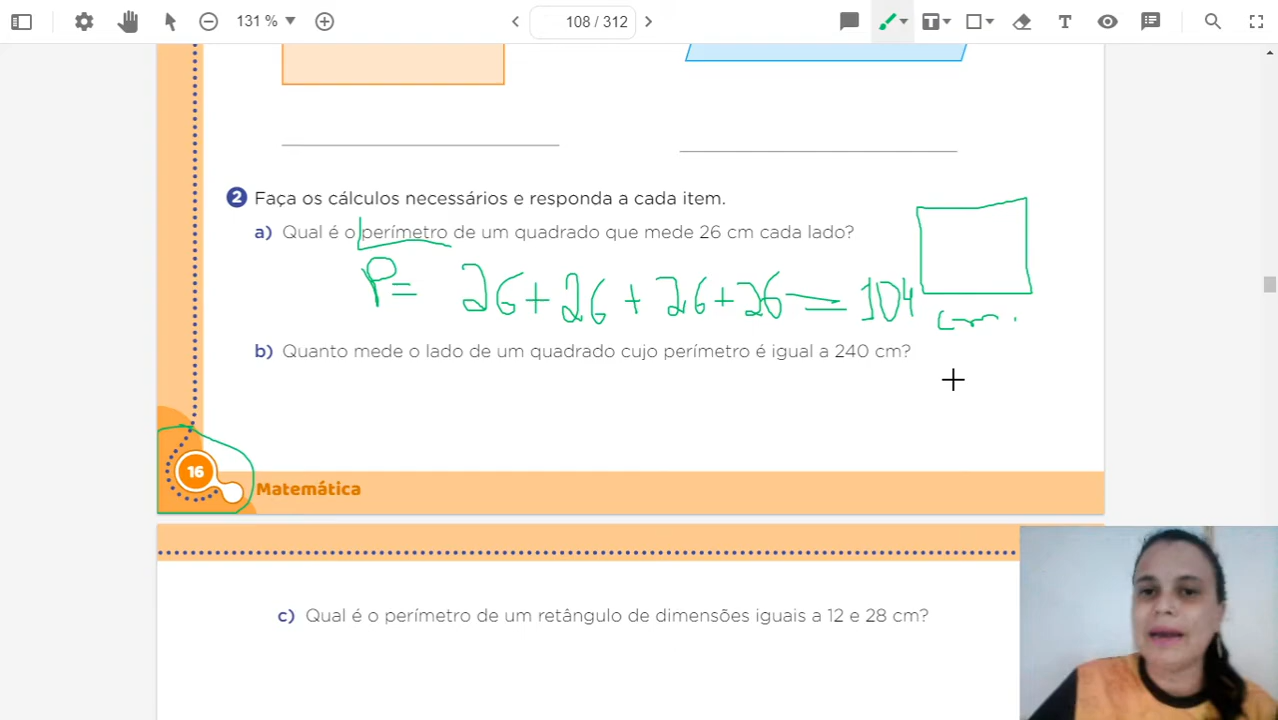 131 %
108 / 312
2 Faça os cálculos necessários e responda a cada item.
a) Qual é o perímetro de um quadrado que mede 26 cm cada lado?
P= 26+26+26+26=104
cm.
b) Quanto mede o lado de um quadrado cujo perímetro é igual a 240 cm?
16
Matemática
c) Qual é o perímetro de um retângulo de dimensões iguais a 12 e 28 cm?